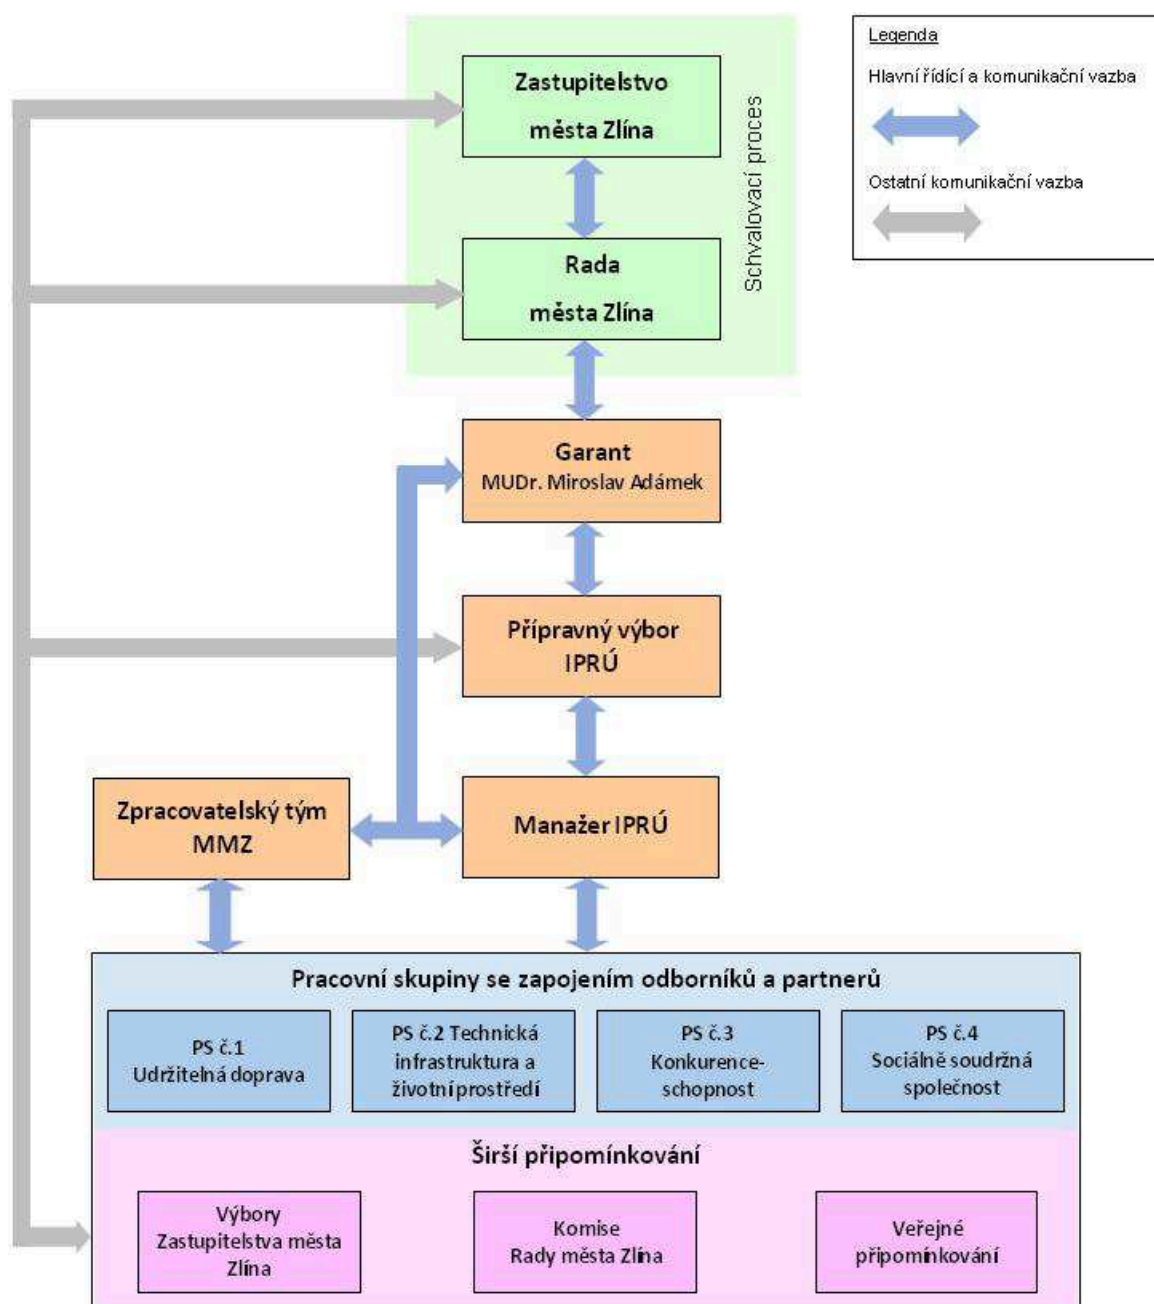 Legenda
Hlavní řídící a komunikační vazba
Ostatní komunikační vazba
Schvalovací proces
Zastupitelstvo
města Zlína
Rada
města Zlína
Garant
MUDr. Miroslav Adámek
Přípravný výbor
IPRÚ
Zpracovatelský tým
MMZ
Manažer IPRÚ
Pracovní skupiny se zapojením odborníků a partnerů
PS č.1
Udržitelná doprava
PS č.2 Technická
infrastruktura a
životní prostředí
PS č.3
Konkurence-
schopnost
PS č.4
Sociálně soudržná
společnost
Širší připomínkování
Výbory
Zastupitelstva města
Zlína
Komise
Rady města Zlína
Veřejné
připomínkování